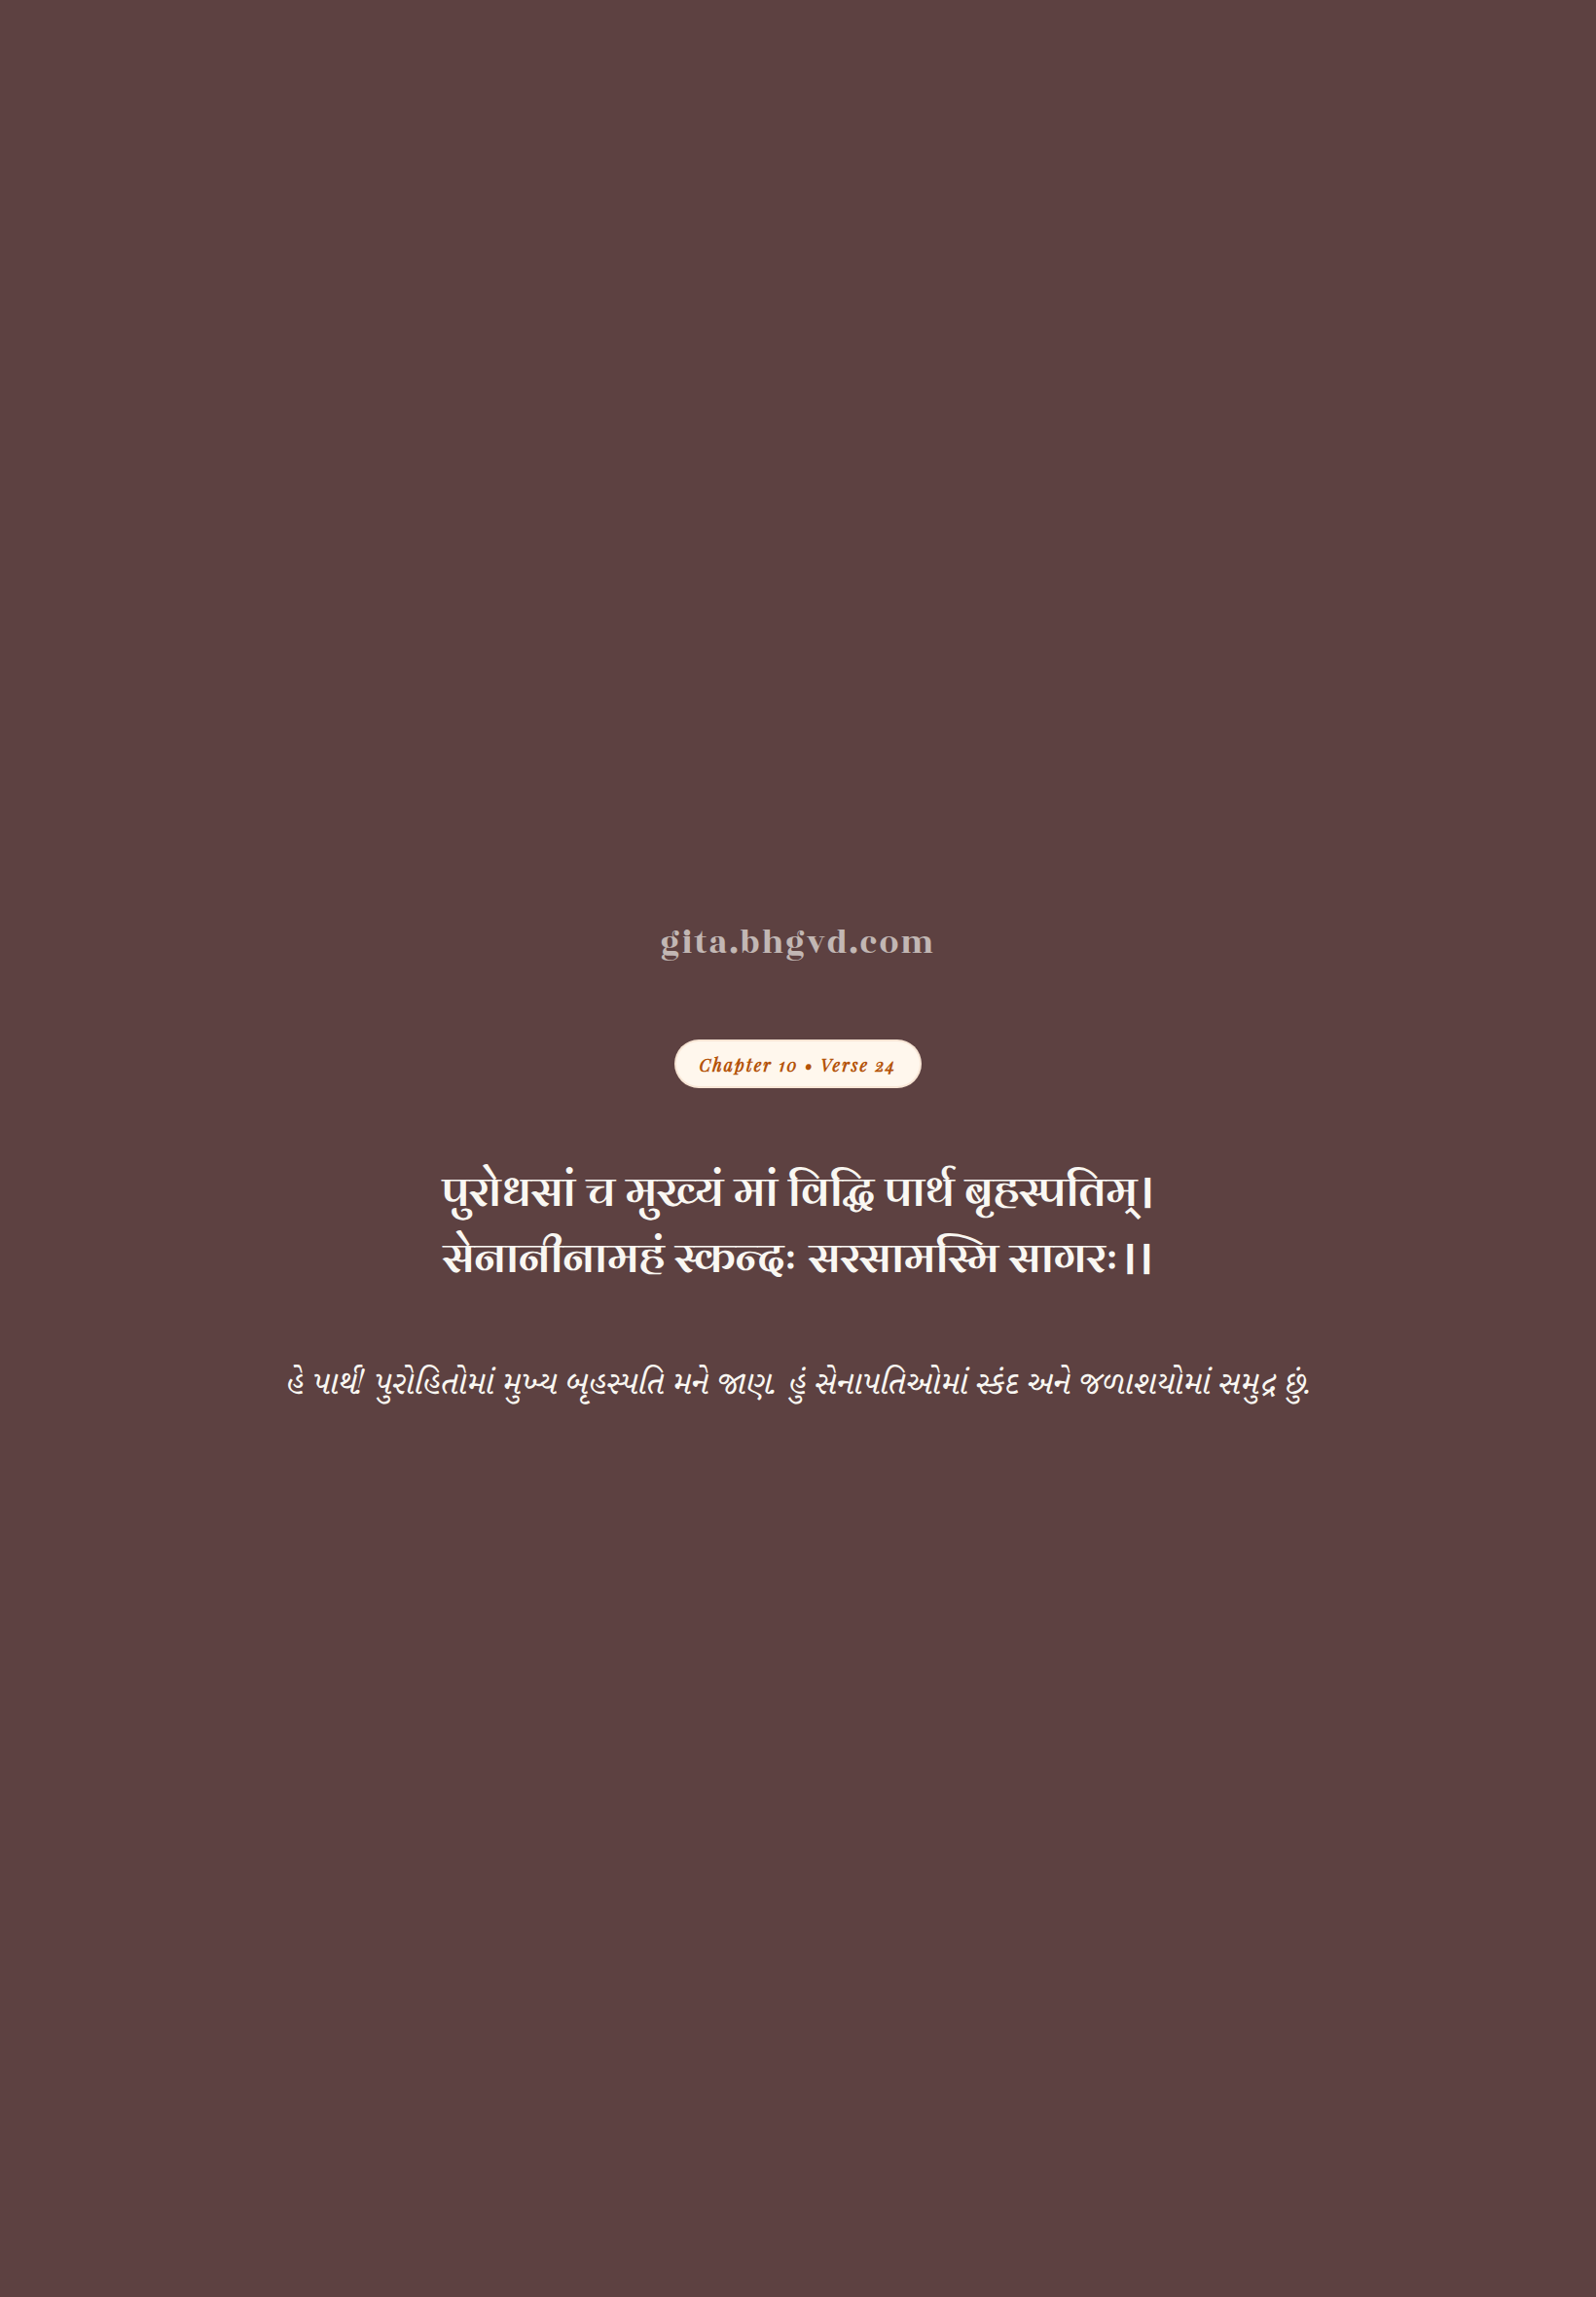 gita.bhgvd.com
Chapter 10 • Verse 24
पुरोधसां च मुख्यं मां विद्धि पार्थ बृहस्पतिम्।
सेनानीनामहं स्कन्दः सरसामस्मि सागरः।।
હે પાર્થ! પુરોહિતોમાં મુખ્ય બૃહસ્પતિ મને જાણ. હું સેનાપતિઓમાં સ્કંદ અને જળાશયોમાં સમુદ્ર છું.